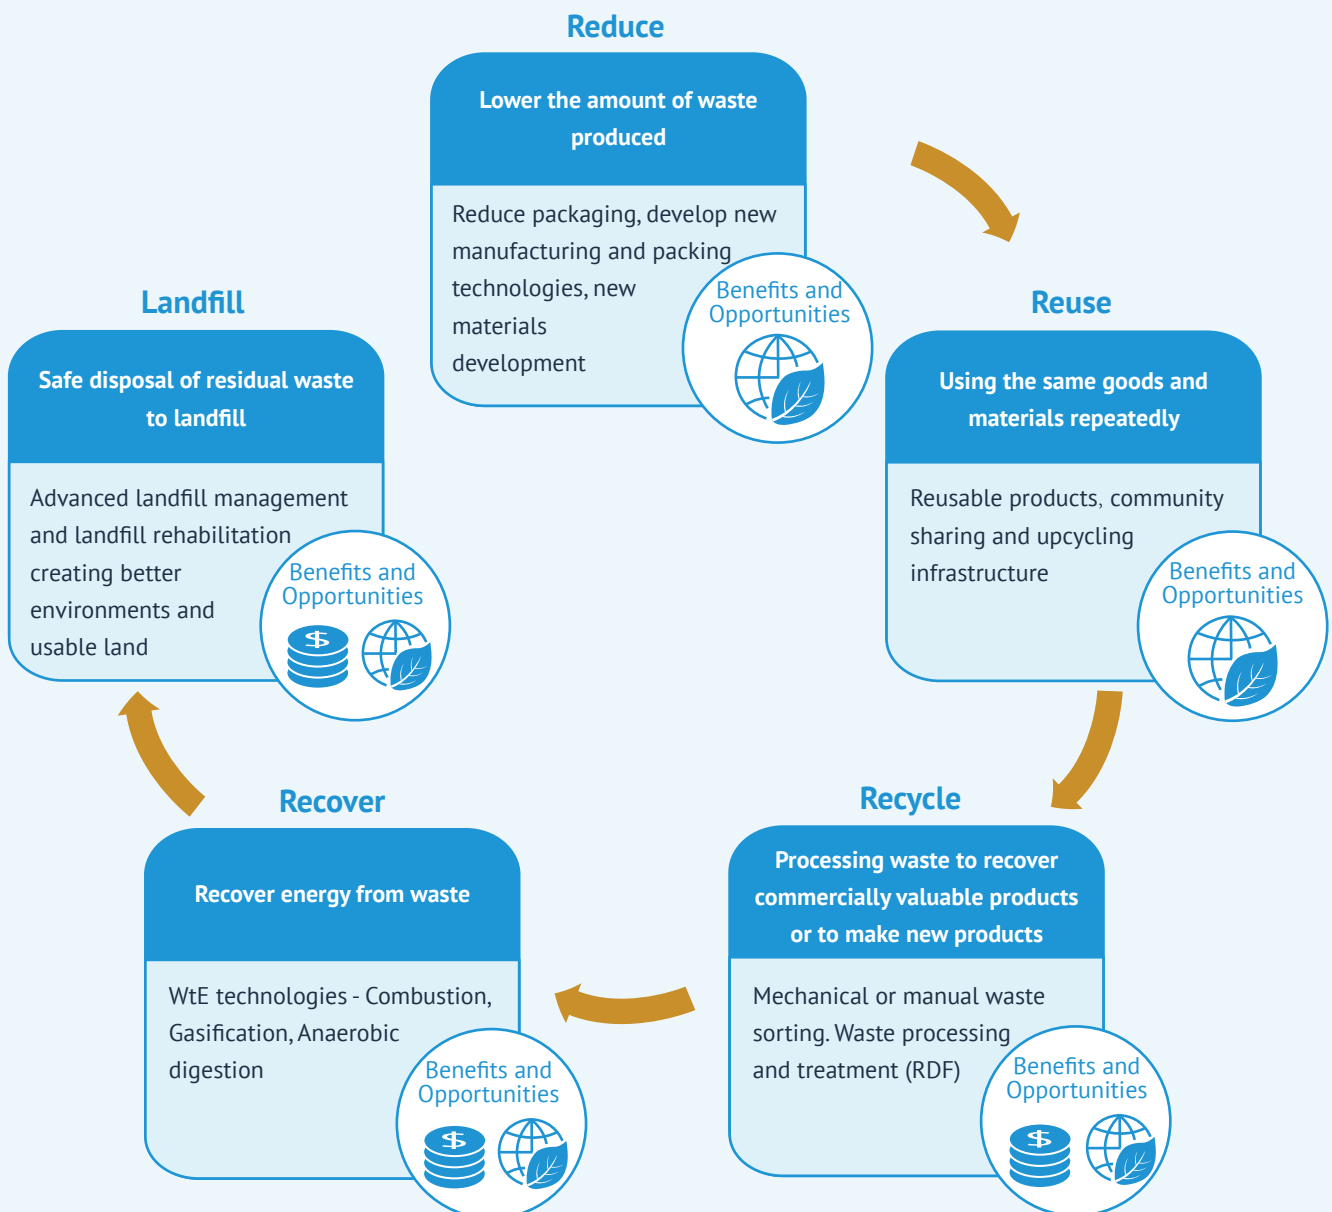 Reduce
Lower the amount of waste
produced
Reduce packaging, develop new
manufacturing and packing
technologies, new
materials
development
Benefits and
Opportunities
Reuse
Using the same goods and
materials repeatedly
Reusable products, community
sharing and upcycling
infrastructure
Benefits and
Opportunities
Recycle
Processing waste to recover
commercially valuable products
or to make new products
Mechanical or manual waste
sorting. Waste processing
and treatment (RDF)
Benefits and
Opportunities
$
Recover
Recover energy from waste
WtE technologies - Combustion,
Gasification, Anaerobic
digestion
Benefits and
Opportunities
$
Landfill
Safe disposal of residual waste
to landfill
Advanced landfill management
and landfill rehabilitation
creating better
environments and
usable land
Benefits and
Opportunities
$